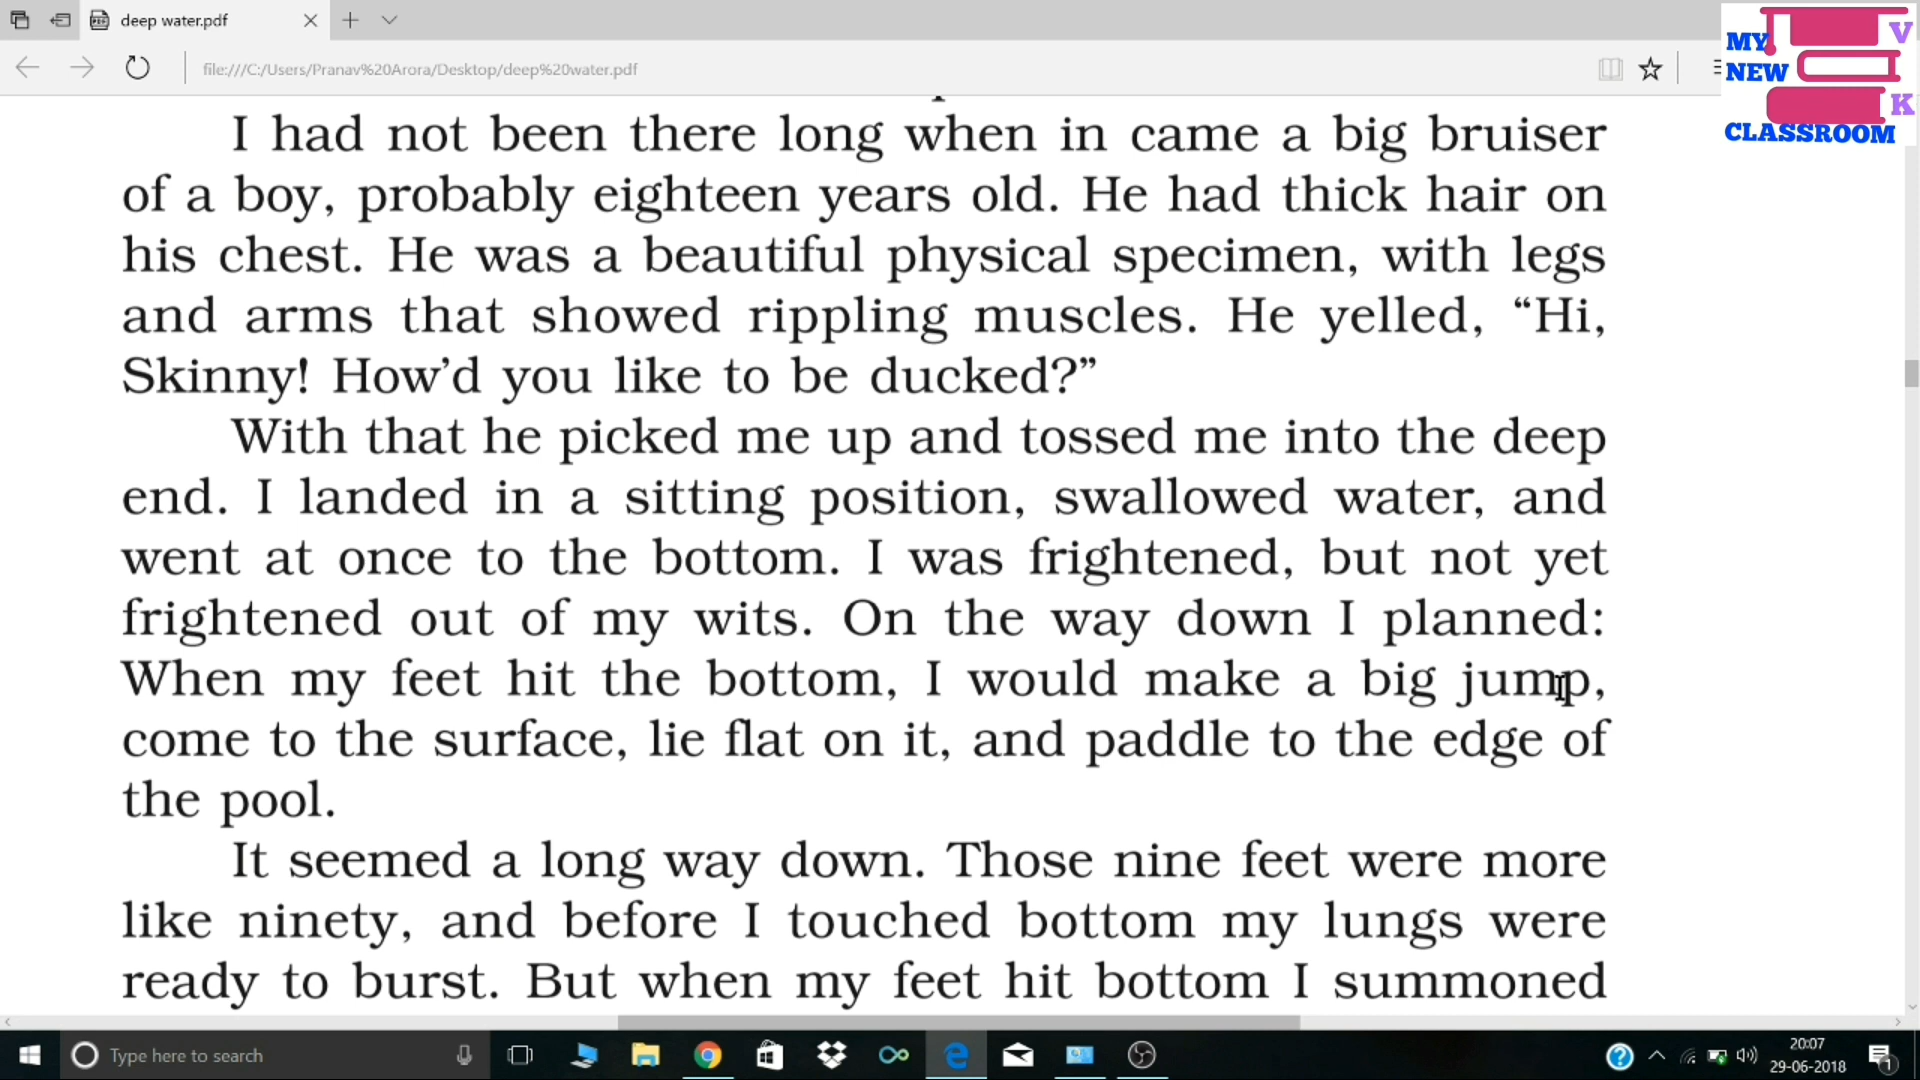 deep water.pdf
file:///C:/Users/Pranav%20Arora/Desktop/deep%20water.pdf
MY
NEW
CLASSROOM
V
K
I had not been there long when in came a big bruiser
of a boy, probably eighteen years old. He had thick hair on
his chest. He was a beautiful physical specimen, with legs
and arms that showed rippling muscles. He yelled, “Hi,
Skinny! How’d you like to be ducked?”
With that he picked me up and tossed me into the deep
end. I landed in a sitting position, swallowed water, and
went at once to the bottom. I was frightened, but not yet
frightened out of my wits. On the way down I planned:
When my feet hit the bottom, I would make a big jump,
come to the surface, lie flat on it, and paddle to the edge of
the pool.
It seemed a long way down. Those nine feet were more
like ninety, and before I touched bottom my lungs were
ready to burst. But when my feet hit bottom I summoned
Type here to search
20:07
29-06-2018
1